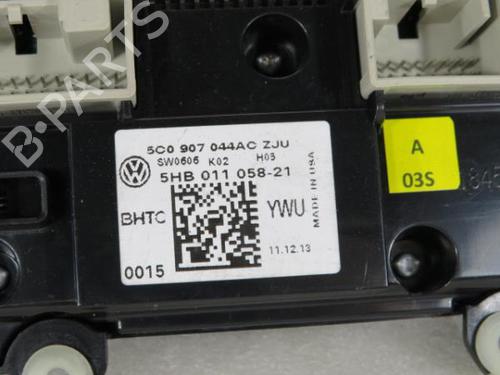 B-PARTS
5C0 907 044AC ZJU
SW0606 K02 H03
5HB 011 058-21
BHTC
YWU
MADE IN USA
0015
11.12.13
A
03S